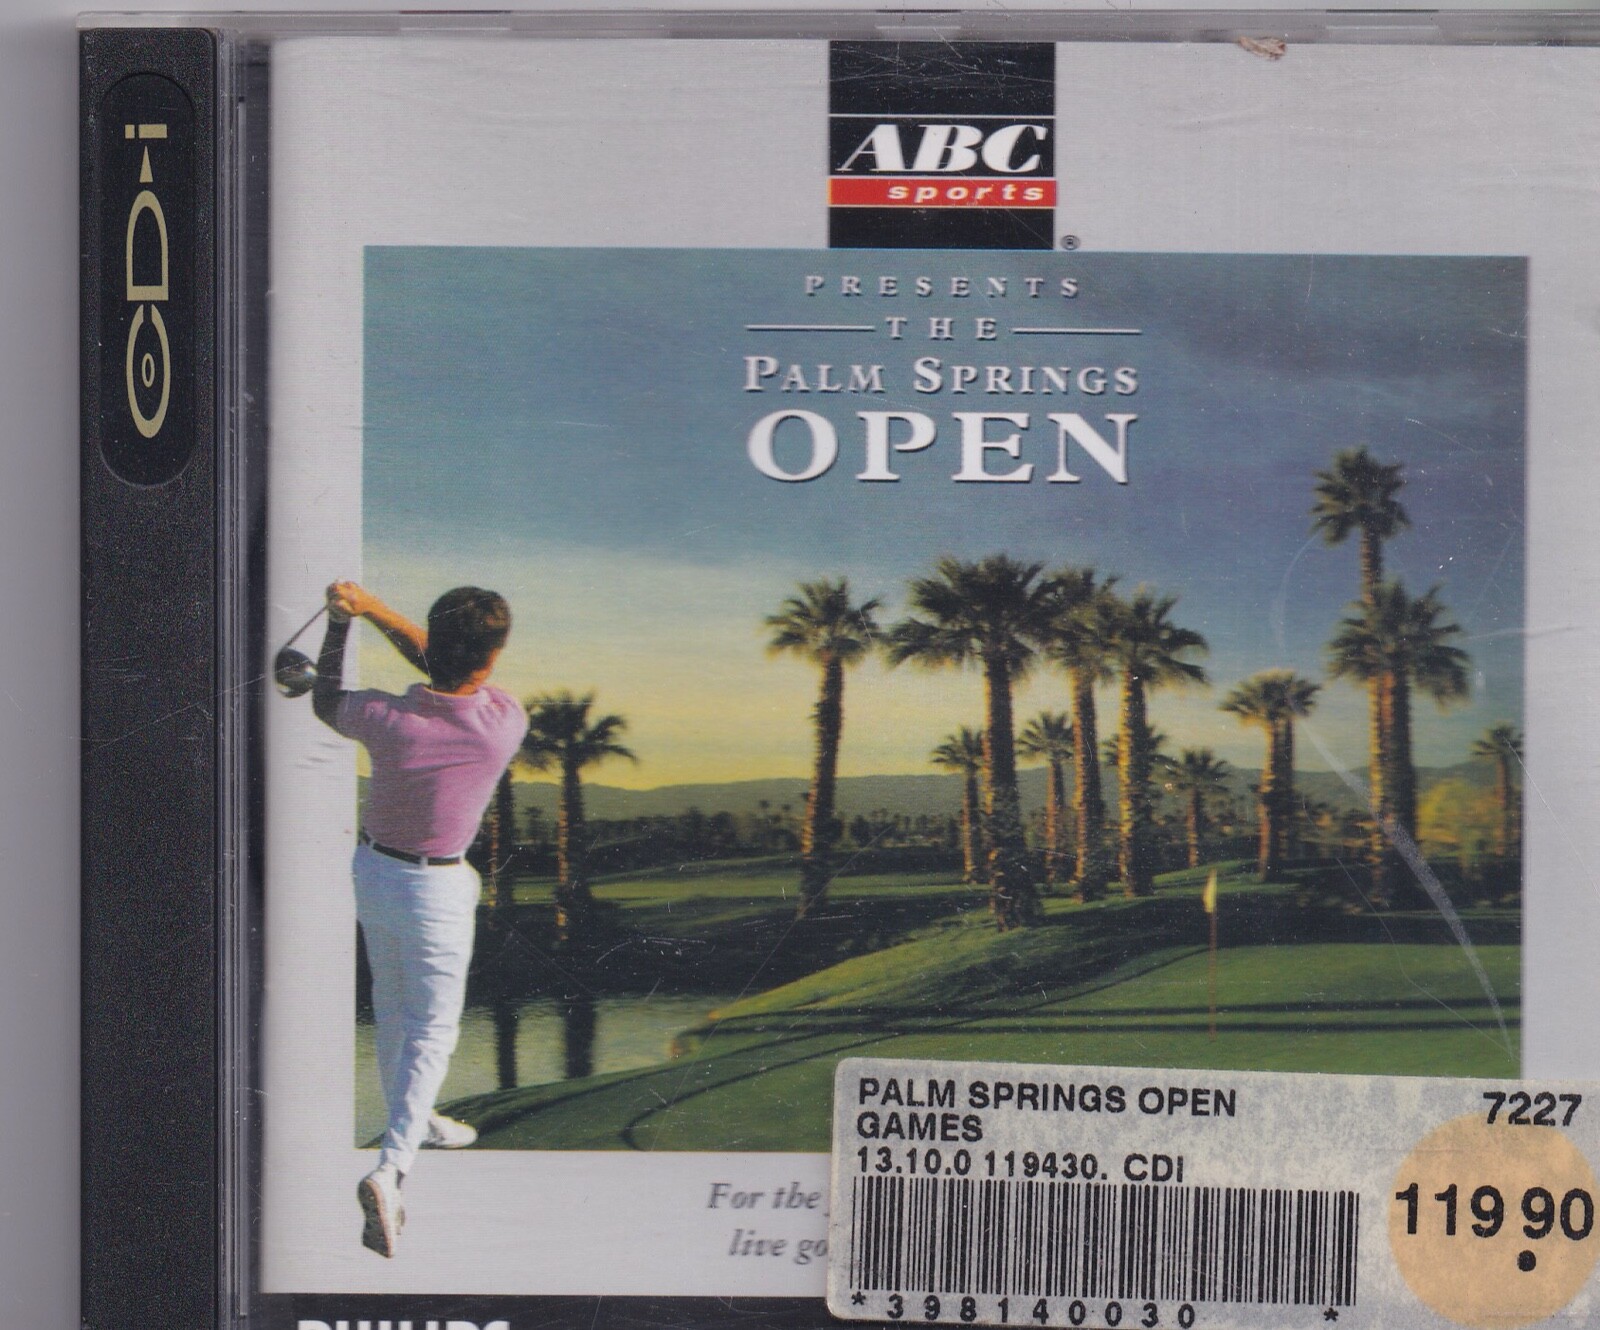 CD-i
ABC
sports
®
PRESENTS
THE
PALM SPRINGS
OPEN
For the
live go
PALM SPRINGS OPEN 7227
GAMES
13.10.0 119430. CDI
119 90
* 398140030 *
PHILIPS